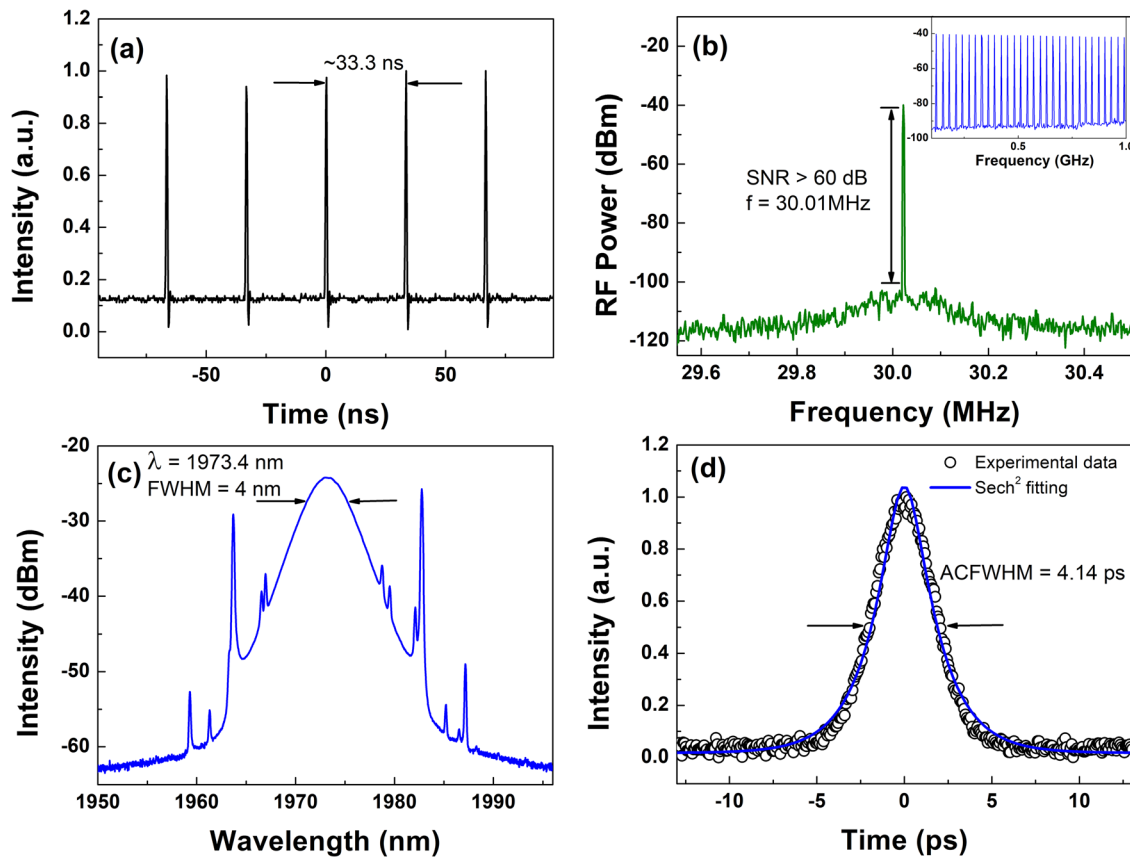 (a)
~33.3 ns
1.2
1.0
0.8
0.6
0.4
0.2
0.0
Intensity (a.u.)
-50
0
50
Time (ns)
(b)
-20
-40
-60
-80
-100
-120
RF Power (dBm)
SNR > 60 dB
f = 30.01MHz
29.6
29.8
30.0
30.2
30.4
Frequency (MHz)
-40
-60
-80
-100
0.5
1.0
Frequency (GHz)
(c)
λ = 1973.4 nm
FWHM = 4 nm
-20
-30
-40
-50
-60
Intensity (dBm)
1950
1960
1970
1980
1990
Wavelength (nm)
(d)
Experimental data
Sech² fitting
ACFWHM = 4.14 ps
1.2
1.0
0.8
0.6
0.4
0.2
0.0
Intensity (a.u.)
-10
-5
0
5
10
Time (ps)